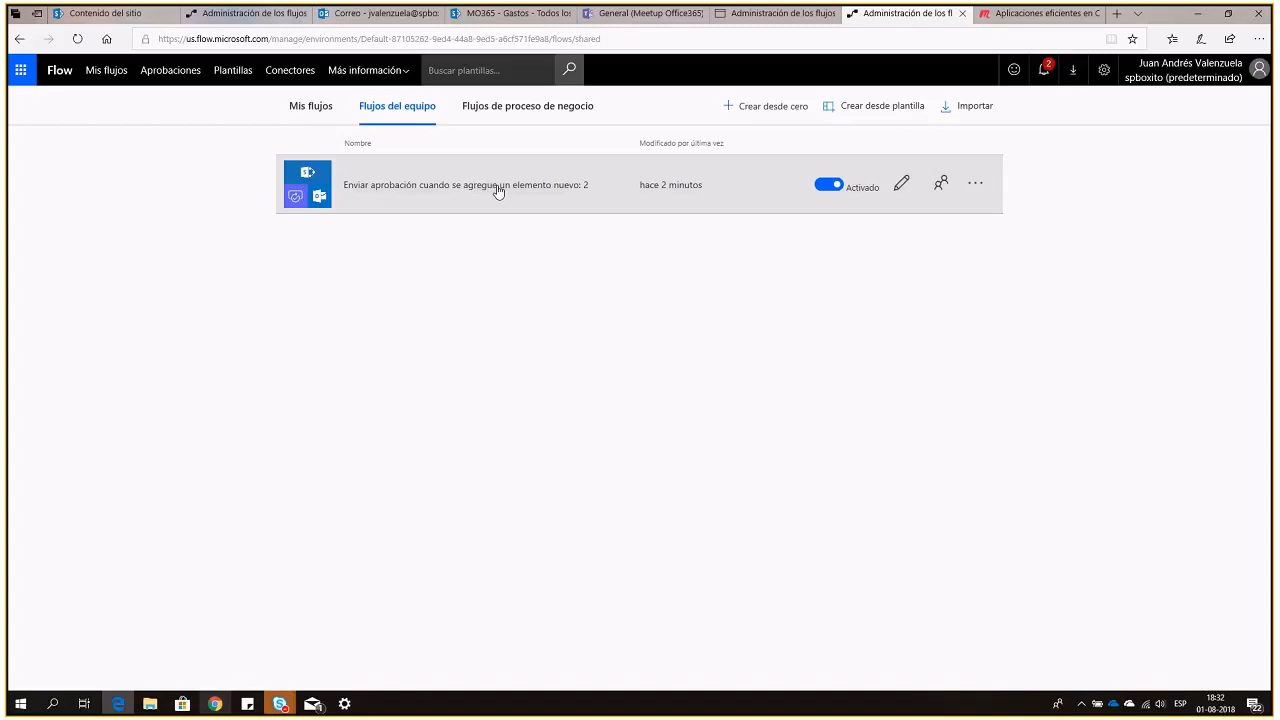 Contenido del sitio
Administración de los flujos
Correo - jvalenzuela@spbo
MO365 - Gastos - Todos los
General (Meetup Office365)
Administración de los flujos
Administración de los fl
Aplicaciones eficientes en C
https://us.flow.microsoft.com/manage/environments/Default-87105262-9ed4-44a8-9ed5-a6cf571fe9a8/flows/shared
Flow
Mis flujos
Aprobaciones
Plantillas
Conectores
Más información
Buscar plantillas...
2
Juan Andrés Valenzuela
spboxito (predeterminado)
Mis flujos
Flujos del equipo
Flujos de proceso de negocio
Crear desde cero
Crear desde plantilla
Importar
Nombre
Modificado por última vez
Enviar aprobación cuando se agregue un elemento nuevo: 2
hace 2 minutos
Activado
ESP
18:32
01-08-2018
22